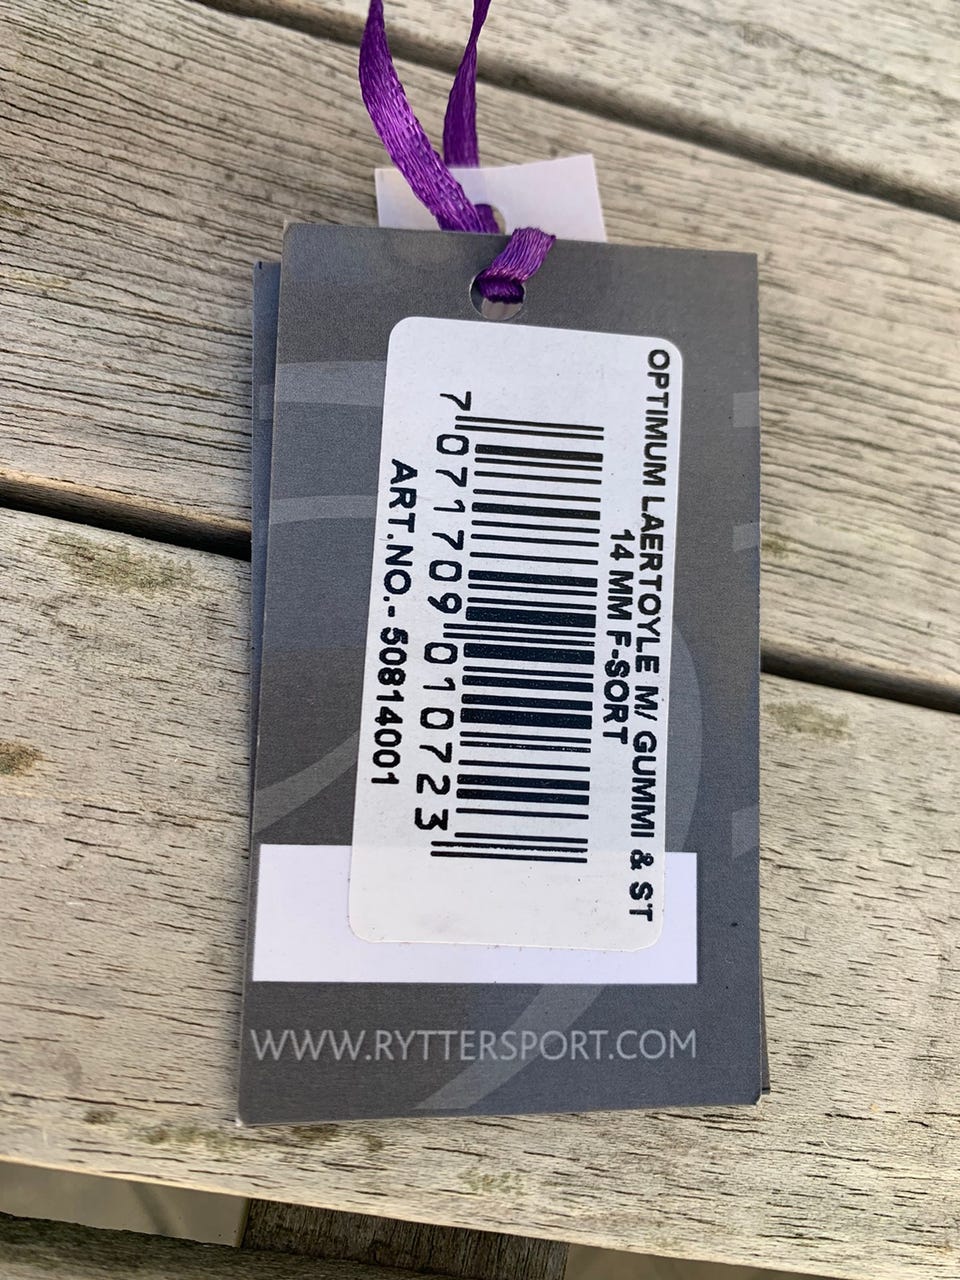 OPTIMUM LAERTOYLE M/ GUMMI & ST
14 MM F-SORT
7 071709 010723
ART.NO.- 50814001
WWW.RYTTERSPORT.COM